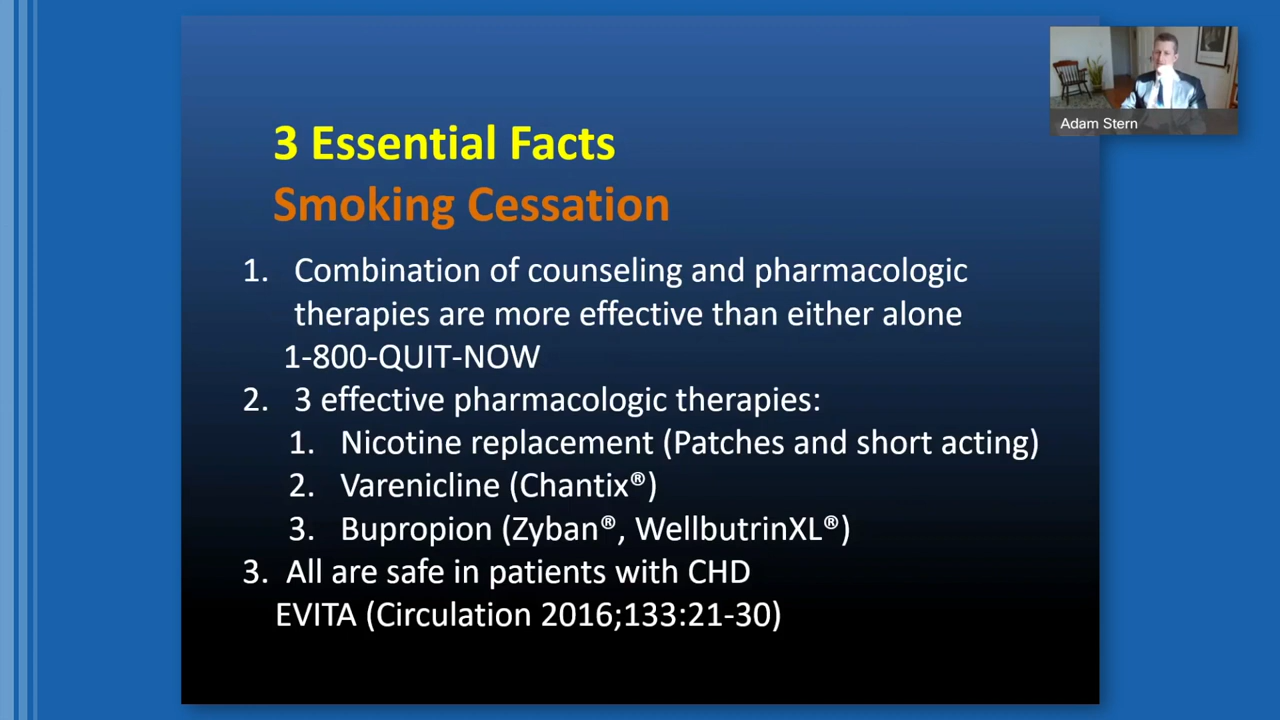 Adam Stern
3 Essential Facts
Smoking Cessation
1. Combination of counseling and pharmacologic
therapies are more effective than either alone
1-800-QUIT-NOW
2. 3 effective pharmacologic therapies:
1. Nicotine replacement (Patches and short acting)
2. Varenicline (Chantix®)
3. Bupropion (Zyban®, WellbutrinXL®)
3. All are safe in patients with CHD
EVITA (Circulation 2016;133:21-30)